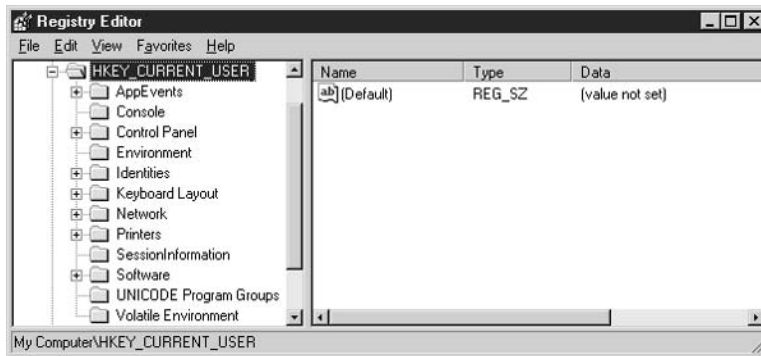 Registry Editor
File Edit View Favorites Help
HKEY_CURRENT_USER
AppEvents
Console
Control Panel
Environment
Identities
Keyboard Layout
Network
Printers
SessionInformation
Software
UNICODE Program Groups
Volatile Environment
Name Type Data
ab (Default) REG_SZ (value not set)
My Computer\HKEY_CURRENT_USER